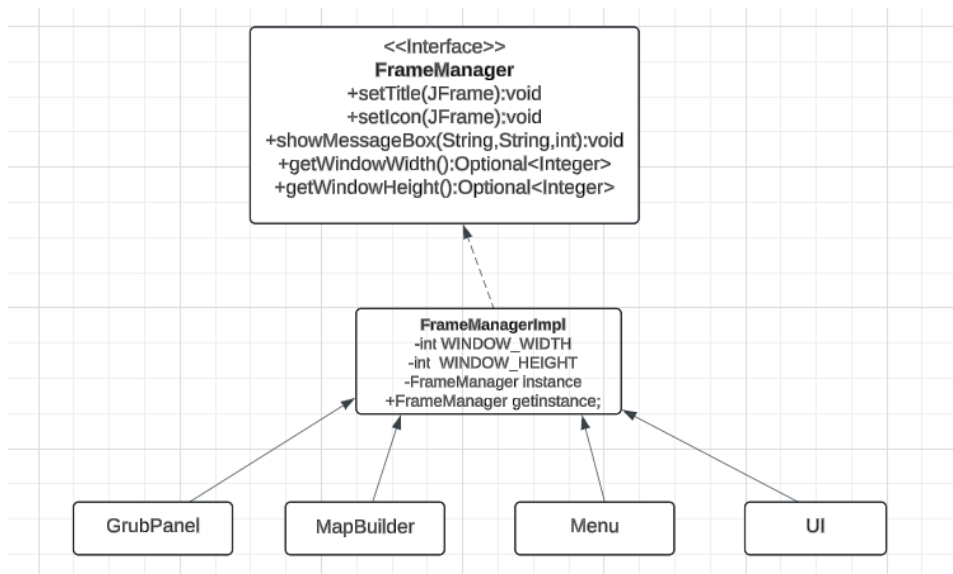 <<Interface>>
FrameManager
+setTitle(JFrame):void
+setIcon(JFrame):void
+showMessageBox(String,String,int):void
+getWindowWidth():Optional<Integer>
+getWindowHeight():Optional<Integer>
FrameManagerImpl
-int WINDOW_WIDTH
-int WINDOW_HEIGHT
-FrameManager instance
+FrameManager getinstance;
GrubPanel
MapBuilder
Menu
UI